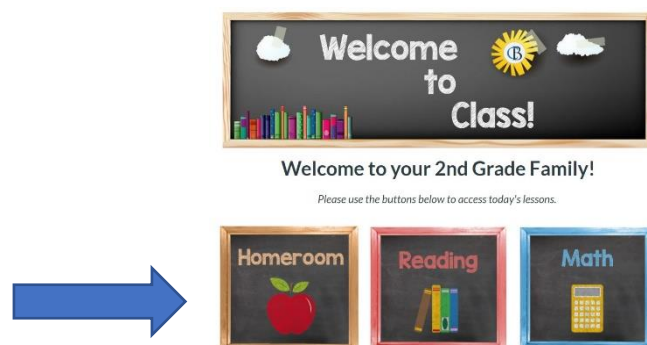 Welcome
to
Class!
B
Welcome to your 2nd Grade Family!
Please use the buttons below to access today's lessons.
Homeroom
Reading
Math